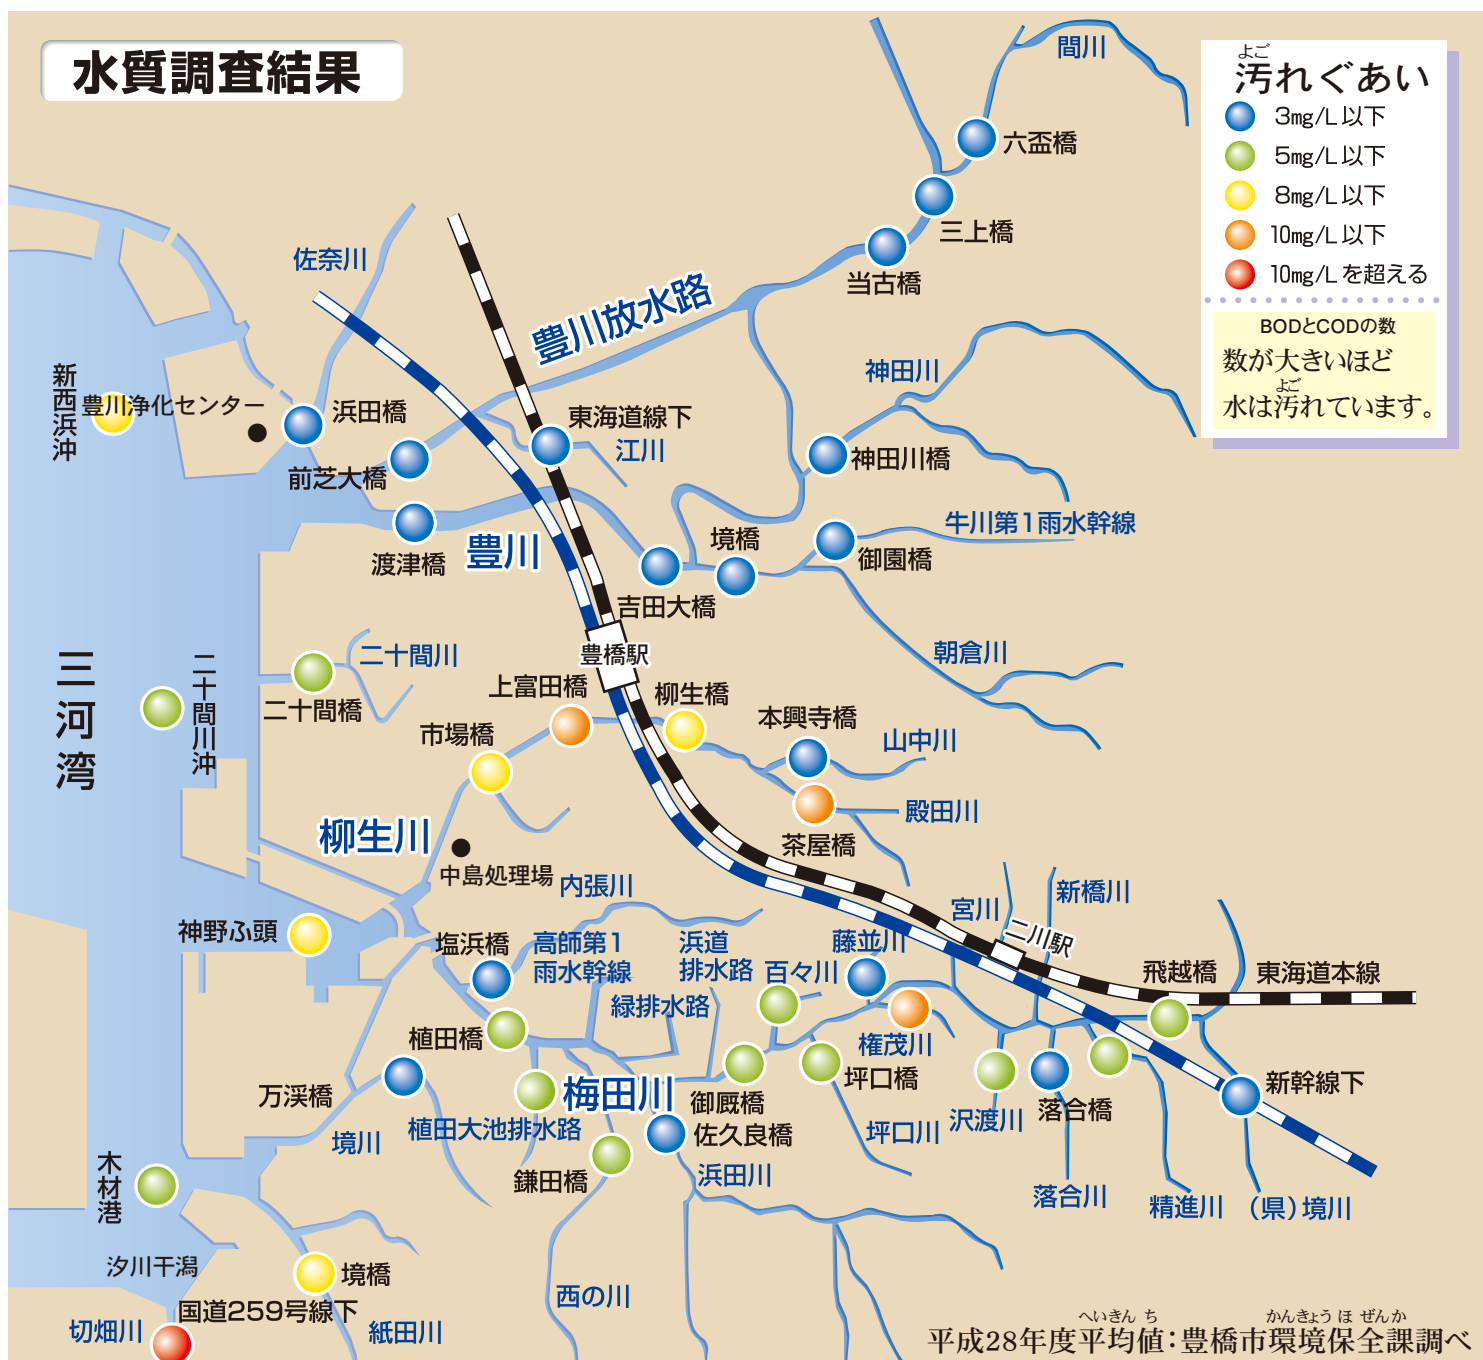 水質調査結果
よご
汚れぐあい
3㎎/L以下
5㎎/L以下
8㎎/L以下
10㎎/L以下
10㎎/Lを超える
BODとCODの数
数が大きいほど
よご
水は汚れています。
間川
六盃橋
三上橋
当古橋
佐奈川
豊川放水路
新西浜沖
豊川浄化センター
浜田橋
東海道線下
江川
前芝大橋
神田川
神田川橋
渡津橋
豊川
境橋
牛川第1雨水幹線
御園橋
吉田大橋
朝倉川
豊橋駅
三河湾
二十間川沖
二十間川
二十間橋
上富田橋
柳生橋
市場橋
本興寺橋
山中川
殿田川
茶屋橋
柳生川
中島処理場
内張川
宮川
新橋川
二川駅
神野ふ頭
塩浜橋
高師第1
雨水幹線
浜道
排水路
百々川
藤並川
飛越橋
東海道本線
緑排水路
植田橋
権茂川
坪口橋
万渓橋
梅田川
御厩橋
新幹線下
落合橋
沢渡川
境川
植田大池排水路
佐久良橋
坪口川
木材港
鎌田橋
浜田川
落合川
精進川
（県）境川
汐川干潟
境橋
国道259号線下
切畑川
紙田川
西の川
へいきん ち
かんきょう ほ ぜんか
平成28年度平均値：豊橋市環境保全課調べ